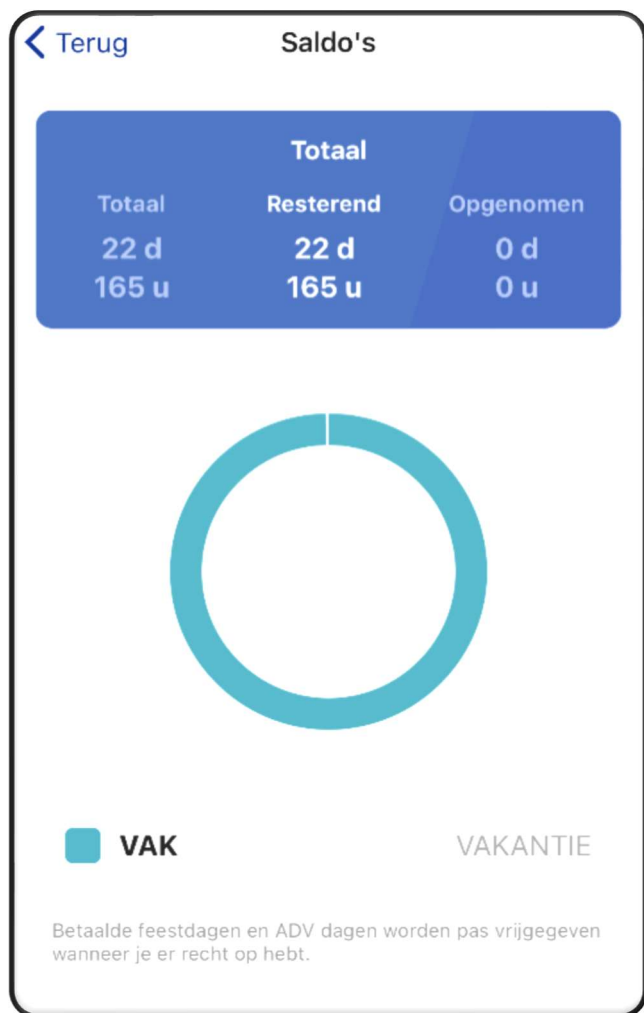 Terug
Saldo's
Totaal
Totaal Resterend Opgenomen
22 d 22 d 0 d
165 u 165 u 0 u
VAK VAKANTIE
Betaalde feestdagen en ADV dagen worden pas vrijgegeven
wanneer je er recht op hebt.